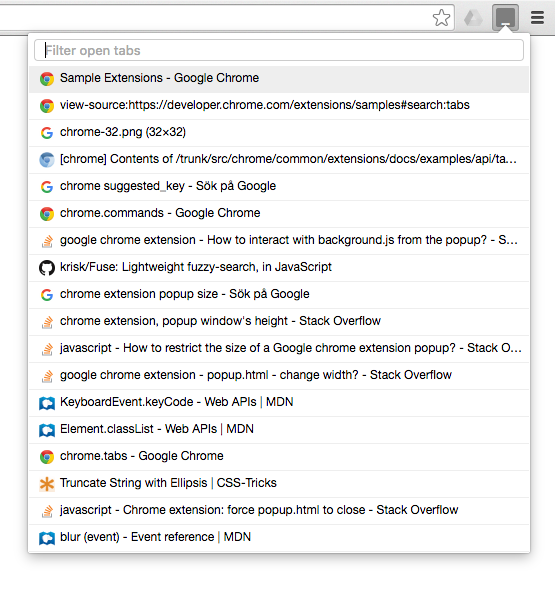 Filter open tabs
Sample Extensions - Google Chrome
view-source:https://developer.chrome.com/extensions/samples#search:tabs
chrome-32.png (32×32)
[chrome] Contents of /trunk/src/chrome/common/extensions/docs/examples/api/ta...
chrome suggested_key - Sök på Google
chrome.commands - Google Chrome
google chrome extension - How to interact with background.js from the popup? - S...
krisk/Fuse: Lightweight fuzzy-search, in JavaScript
chrome extension popup size - Sök på Google
chrome extension, popup window's height - Stack Overflow
javascript - How to restrict the size of a Google chrome extension popup? - Stack O...
google chrome extension - popup.html - change width? - Stack Overflow
KeyboardEvent.keyCode - Web APIs | MDN
Element.classList - Web APIs | MDN
chrome.tabs - Google Chrome
Truncate String with Ellipsis | CSS-Tricks
javascript - Chrome extension: force popup.html to close - Stack Overflow
blur (event) - Event reference | MDN